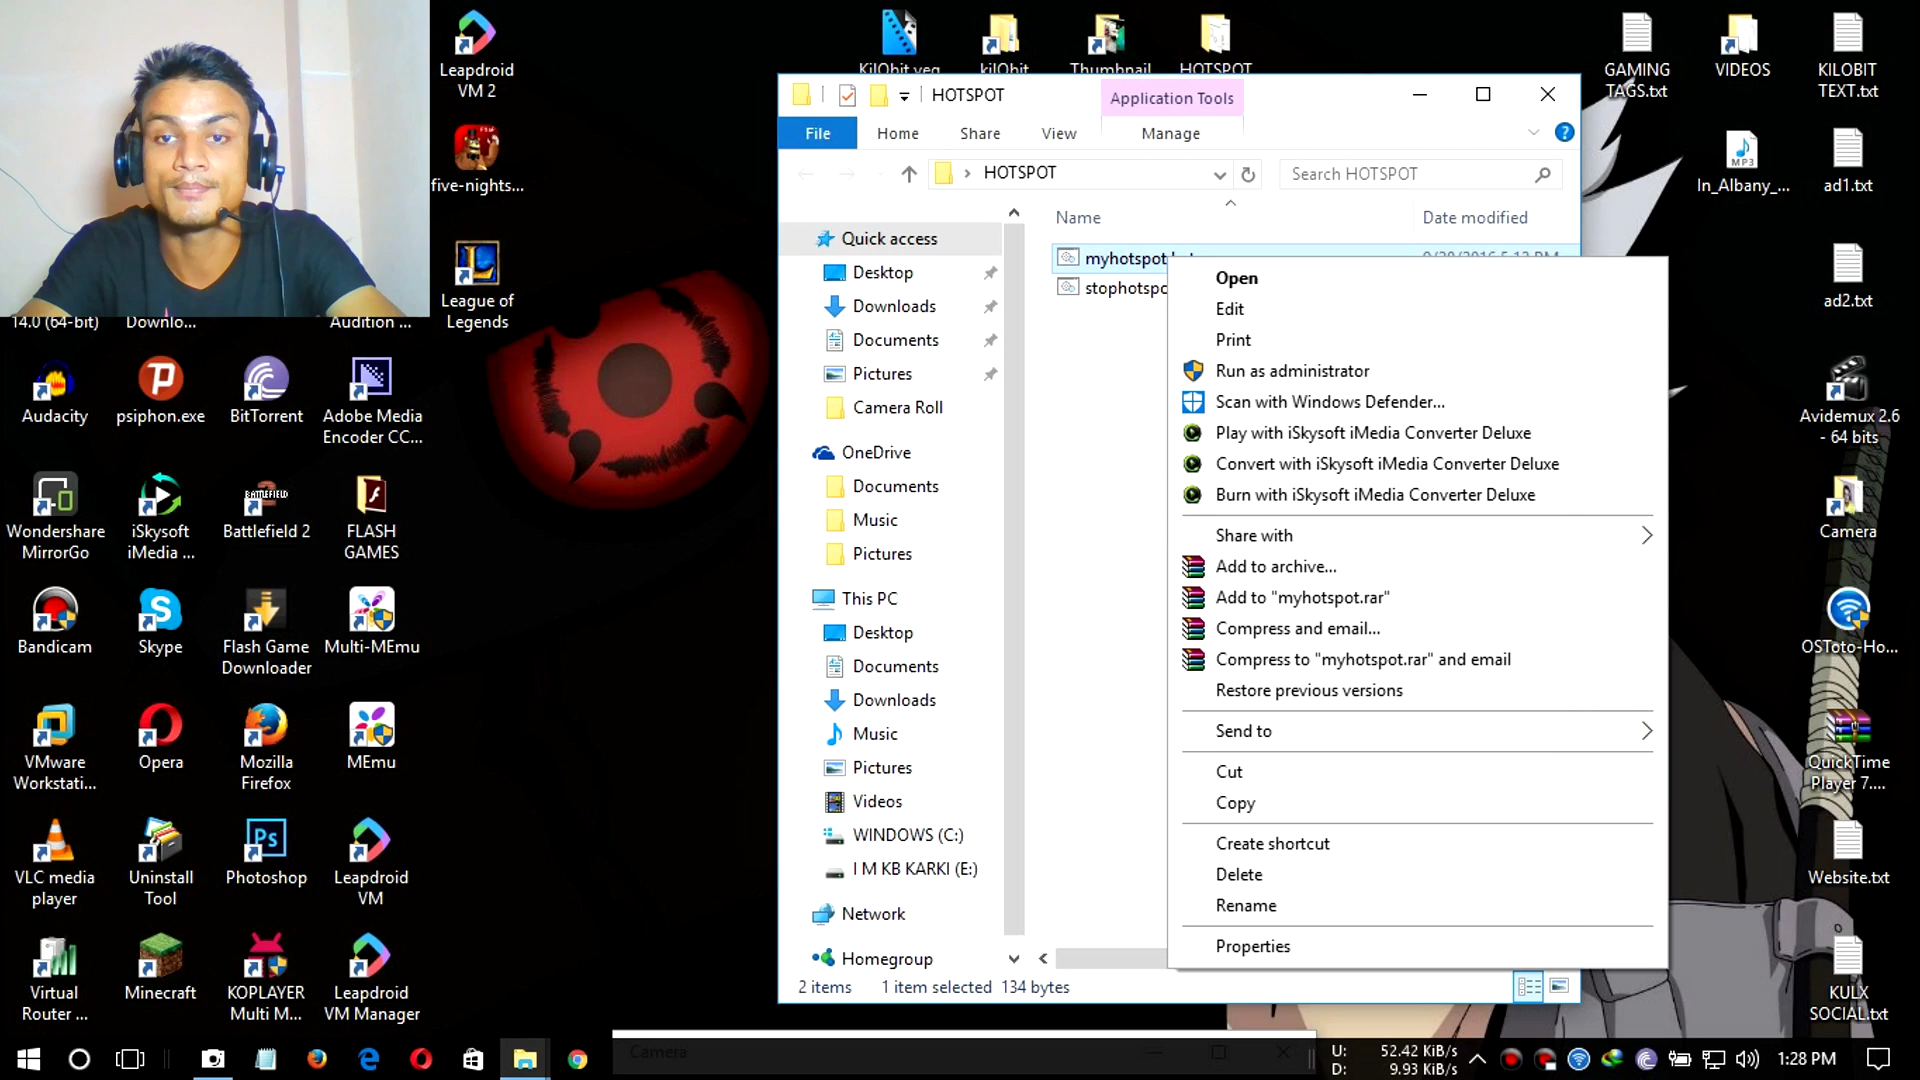 Leapdroid
VM 2
five-nights...
League of
Legends
KilObit veg
kilObit
Thumbnail
HOTSPOT
GAMING
TAGS.txt
VIDEOS
KILOBIT
TEXT.txt
In_Albany_...
ad1.txt
ad2.txt
Avidemux 2.6
- 64 bits
Camera
OSToto-Ho...
QuickTime
Player 7....
Website.txt
KULX
SOCIAL.txt
14.0 (64-bit)
Downlo...
Audition ...
Audacity
psiphon.exe
BitTorrent
Adobe Media
Encoder CC...
Wondershare
MirrorGo
iSkysoft
iMedia ...
BATTLEFIELD
Battlefield 2
FLASH
GAMES
Bandicam
Skype
Flash Game
Downloader
Multi-MEmu
VMware
Workstati...
Opera
Mozilla
Firefox
MEmu
VLC media
player
Uninstall
Tool
Ps
Photoshop
Leapdroid
VM
Virtual
Router ...
Minecraft
KOPLAYER
Multi M...
Leapdroid
VM Manager
HOTSPOT
Application Tools
File
Home
Share
View
Manage
HOTSPOT
Search HOTSPOT
Name
Date modified
Quick access
Desktop
Downloads
Documents
Pictures
Camera Roll
OneDrive
Documents
Music
Pictures
This PC
Desktop
Documents
Downloads
Music
Pictures
Videos
WINDOWS (C:)
I M KB KARKI (E:)
Network
Homegroup
myhotspot
stophotspo
Open
Edit
Print
Run as administrator
Scan with Windows Defender...
Play with iSkysoft iMedia Converter Deluxe
Convert with iSkysoft iMedia Converter Deluxe
Burn with iSkysoft iMedia Converter Deluxe
Share with
Add to archive...
Add to "myhotspot.rar"
Compress and email...
Compress to "myhotspot.rar" and email
Restore previous versions
Send to
Cut
Copy
Create shortcut
Delete
Rename
Properties
2 items
1 item selected 134 bytes
Camera
U: 52.42 KiB/s
D: 9.93 KiB/s
1:28 PM